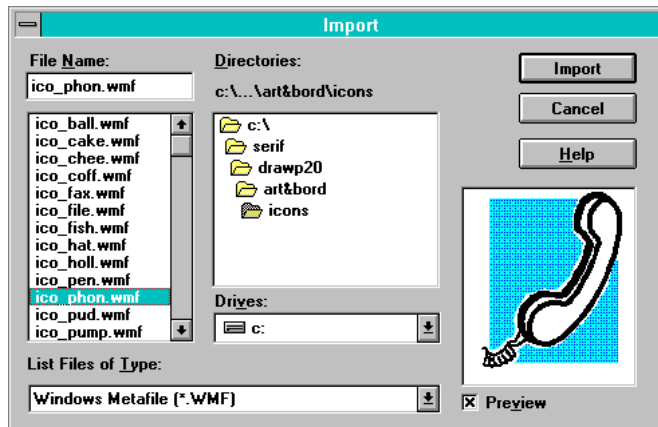 Import
File Name:
ico_phon.wmf
ico_ball.wmf
ico_cake.wmf
ico_chee.wmf
ico_coff.wmf
ico_fax.wmf
ico_file.wmf
ico_fish.wmf
ico_hat.wmf
ico_holl.wmf
ico_pen.wmf
ico_phon.wmf
ico_pud.wmf
ico_pump.wmf
List Files of Type:
Windows Metafile (*.WMF)
Directories:
c:\...\art&bord\icons
c:\
serif
drawp20
art&bord
icons
Drives:
c:
Import
Cancel
Help
Preview